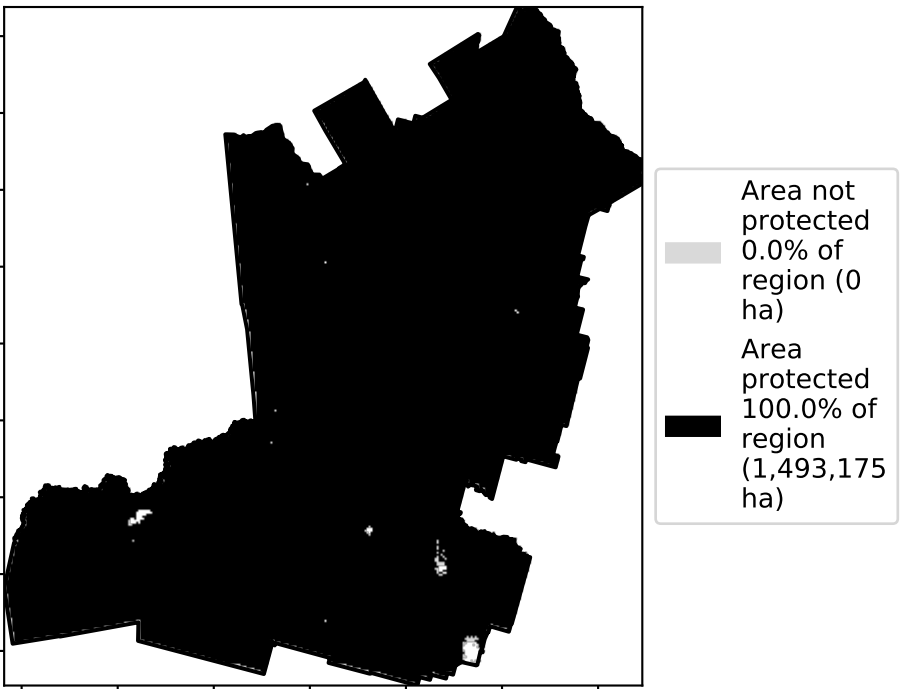 Area not
protected
0.0% of
region (0
ha)
Area
protected
100.0% of
region
(1,493,175
ha)